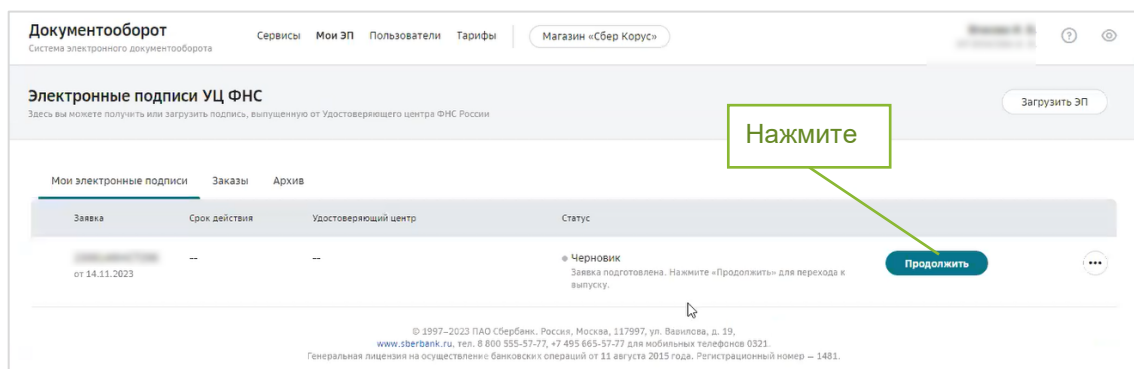 Документооборот
Система электронного документооборота
Сервисы Мои ЭП Пользователи Тарифы Магазин «Сбер Корус»
Электронные подписи УЦ ФНС
Здесь вы можете получить или загрузить подпись, выпущенную от Удостоверяющего центра ФНС России
Загрузить ЭП
Нажмите
Мои электронные подписи Заказы Архив
Заявка Срок действия Удостоверяющий центр Статус
-- -- Черновик
от 14.11.2023
Заявка подготовлена. Нажмите «Продолжить» для перехода к
выпуску.
Продолжить
© 1997–2023 ПАО Сбербанк. Россия, Москва, 117997, ул. Вавилова, д. 19,
www.sberbank.ru, тел. 8 800 555-57-77, +7 495 665-57-77 для мобильных телефонов 0321.
Генеральная лицензия на осуществление банковских операций от 11 августа 2015 года. Регистрационный номер — 1481.